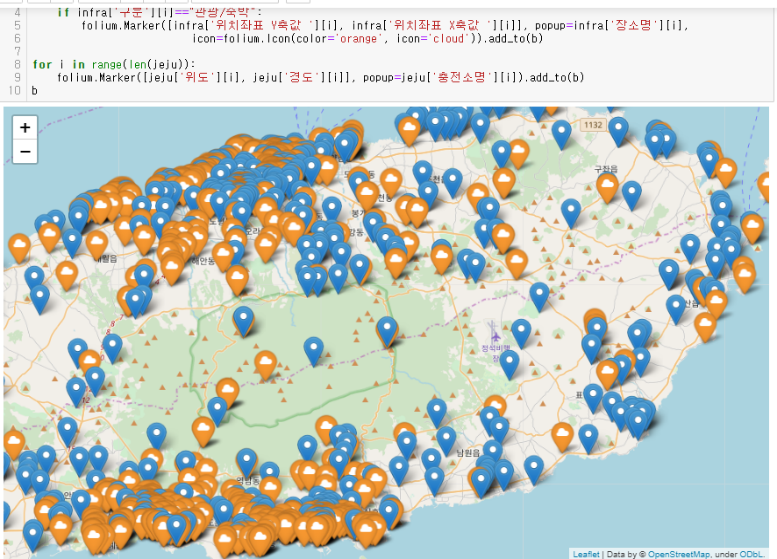 4 if infra['구분'][i]=="관광/숙박":
5 folium.Marker([infra['위치좌표 Y축값 '][i], infra['위치좌표 X축값 '][i]], popup=infra['장소명'][i],
6 icon=folium.Icon(color='orange', icon='cloud')).add_to(b)
7
8 for i in range(len(jeju)):
9 folium.Marker([jeju['위도'][i], jeju['경도'][i]], popup=jeju['충전소명'][i]).add_to(b)
10 b
+
−
1132
구좌읍
남원읍
Leaflet | Data by © OpenStreetMap, under ODbL.